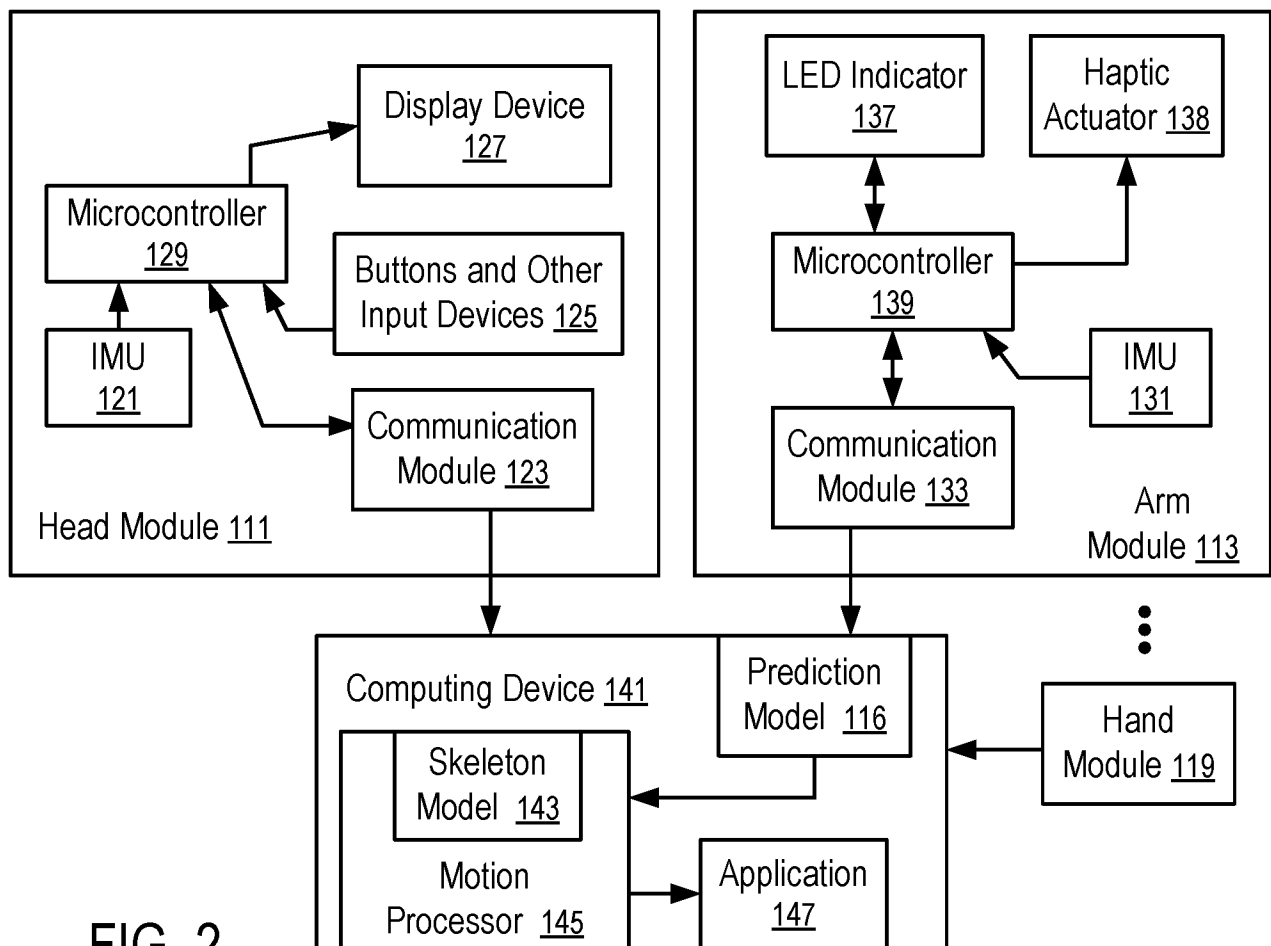 Display Device
127
Microcontroller
129
Buttons and Other
Input Devices 125
IMU
121
Communication
Module 123
Head Module 111
LED Indicator
137
Haptic
Actuator 138
Microcontroller
139
IMU
131
Communication
Module 133
Arm
Module 113
Computing Device 141
Prediction
Model 116
Hand
Module 119
Skeleton
Model 143
Motion
Processor 145
Application
147
FIG. 2